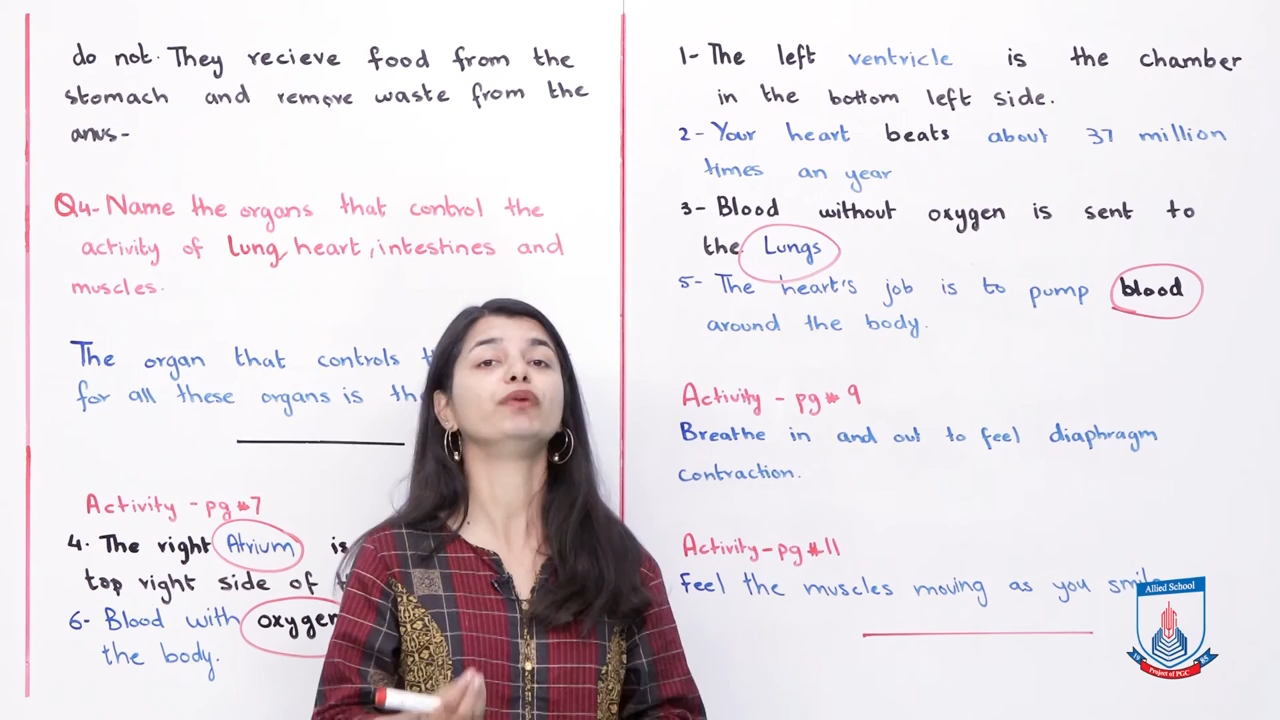 do not. They recieve food from the
stomach and remove waste from the
anus-
Q4-Name the organs that control the
activity of lung, heart, intestines and
muscles.
The organ that controls
for all these organs is
Activity - pg#7
4. The right Atrium is
top right side of
6- Blood with oxygen
the body.
1- The left ventricle is the chamber
in the bottom left side.
2- Your heart beats about 37 million
times an year
3- Blood without oxygen is sent to
the Lungs
5- The heart's job is to pump blood
around the body.
Activity - pg# 9
Breathe in and out to feel diaphragm
contraction.
Activity-pg#11
Feel the muscles moving as you
Allied School
Project of PGC